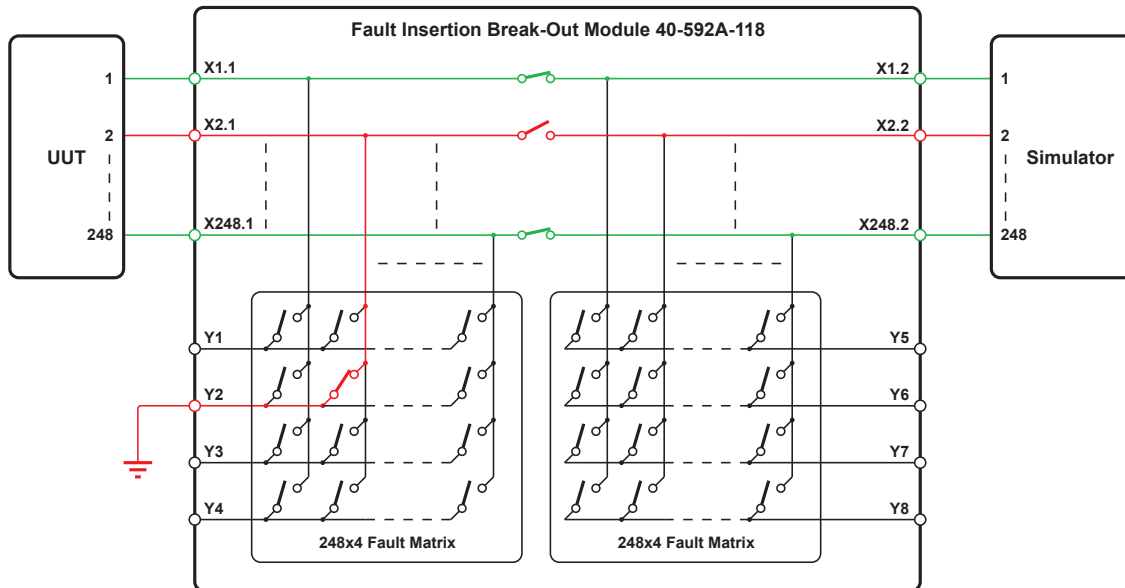 Fault Insertion Break-Out Module 40-592A-118
X1.1
X1.2
1
1
X2.1
X2.2
2
2
UUT
Simulator
X248.1
X248.2
248
248
Y1
Y5
Y2
Y6
Y3
Y7
Y4
Y8
248x4 Fault Matrix
248x4 Fault Matrix